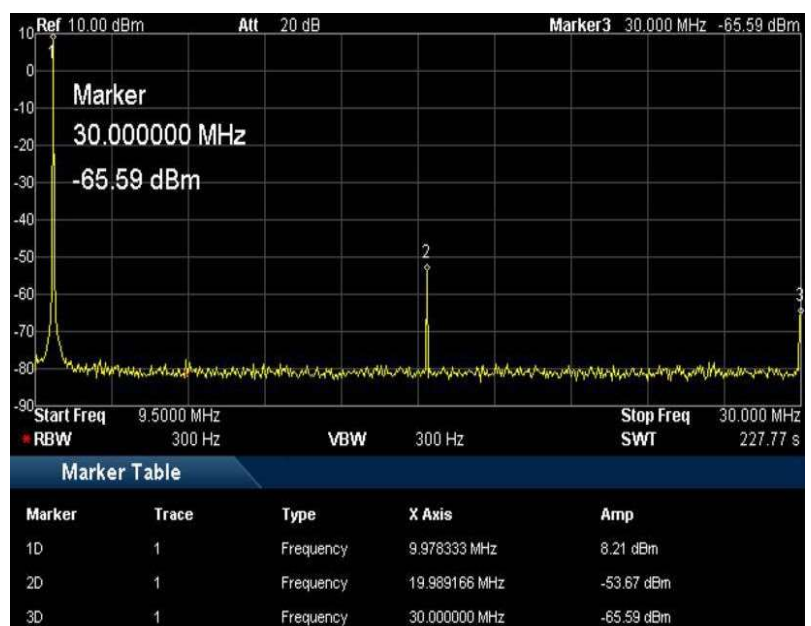 Ref 10.00 dBm Att 20 dB Marker3 30.000 MHz -65.59 dBm
10
1
0
Marker
-10
30.000000 MHz
-20
-65.59 dBm
-30
-40
-50
2
-60
3
-70
-80
-90
Start Freq 9.5000 MHz Stop Freq 30.000 MHz
RBW 300 Hz VBW 300 Hz SWT 227.77 s
Marker Table
Marker Trace Type X Axis Amp
1D 1 Frequency 9.978333 MHz 8.21 dBm
2D 1 Frequency 19.989166 MHz -53.67 dBm
3D 1 Frequency 30.000000 MHz -65.59 dBm